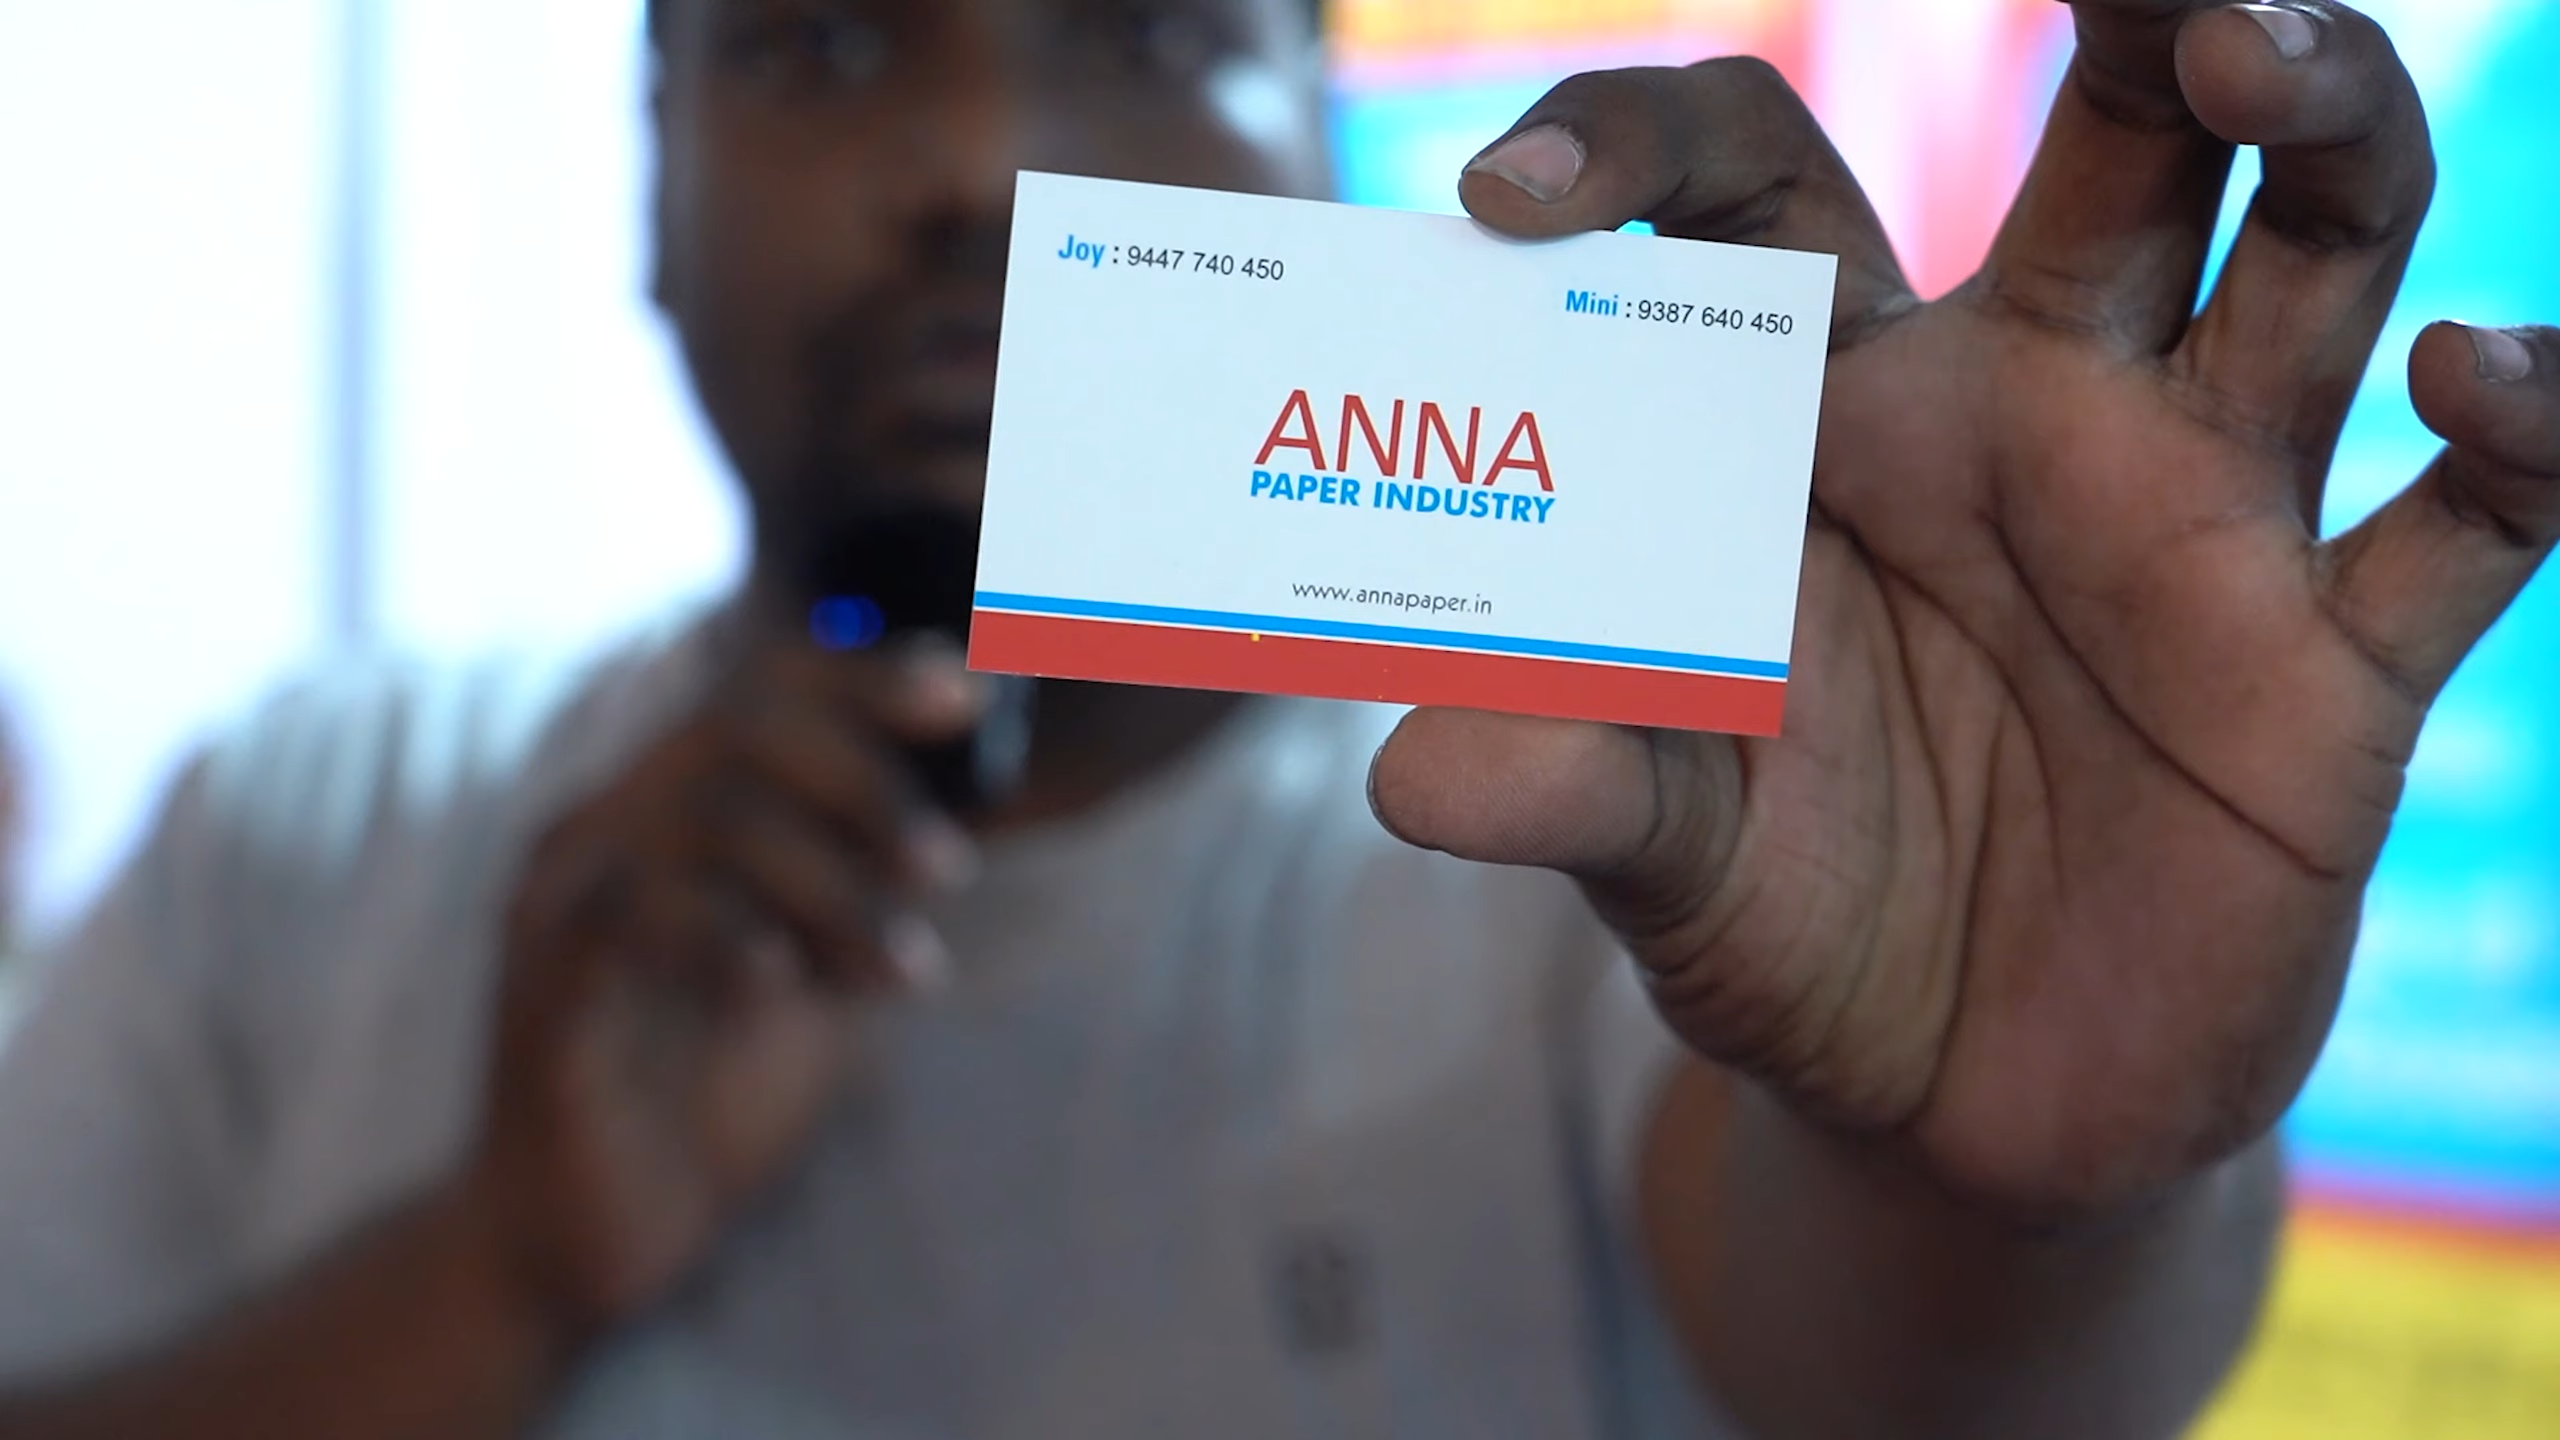 Joy : 9447 740 450
Mini : 9387 640 450
ANNA
PAPER INDUSTRY
www.annapaper.in